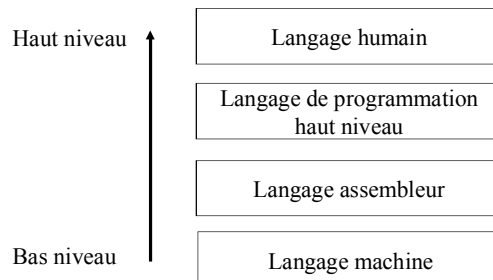 Haut niveau
Langage humain
Langage de programmation
haut niveau
Langage assembleur
Bas niveau
Langage machine